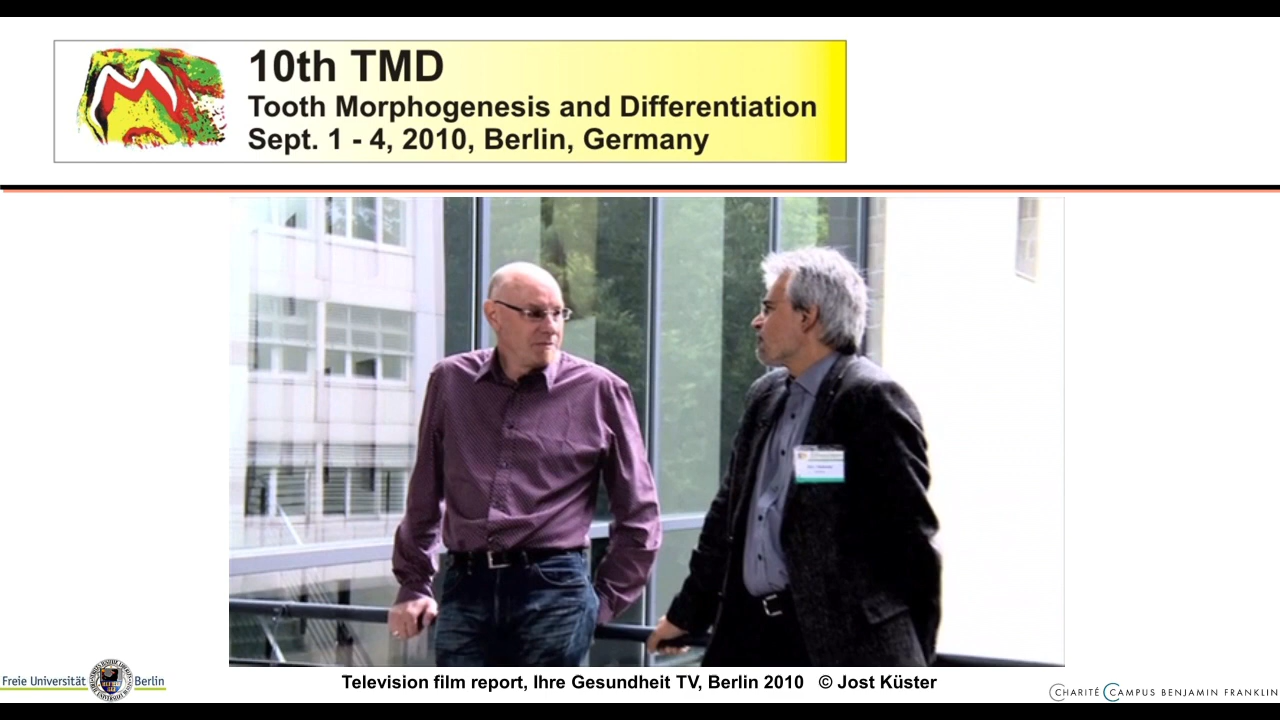 10th TMD
Tooth Morphogenesis and Differentiation
Sept. 1 - 4, 2010, Berlin, Germany
Television film report, Ihre Gesundheit TV, Berlin 2010 © Jost Küster
Freie Universität Berlin
CHARITÉ CAMPUS BENJAMIN FRANKLIN